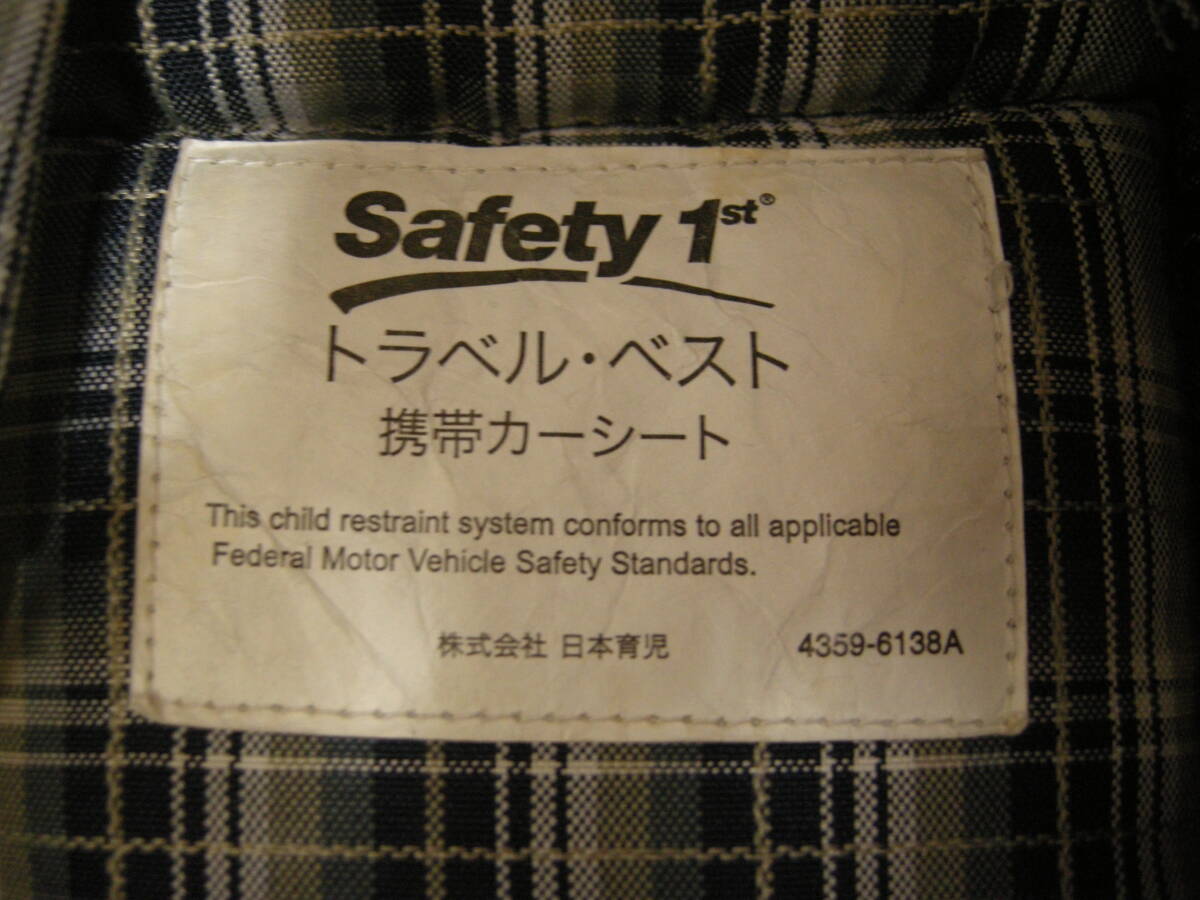 Safety 1st®
トラベル・ベスト
携帯カーシート
This child restraint system conforms to all applicable
Federal Motor Vehicle Safety Standards.
株式会社 日本育児 4359-6138A